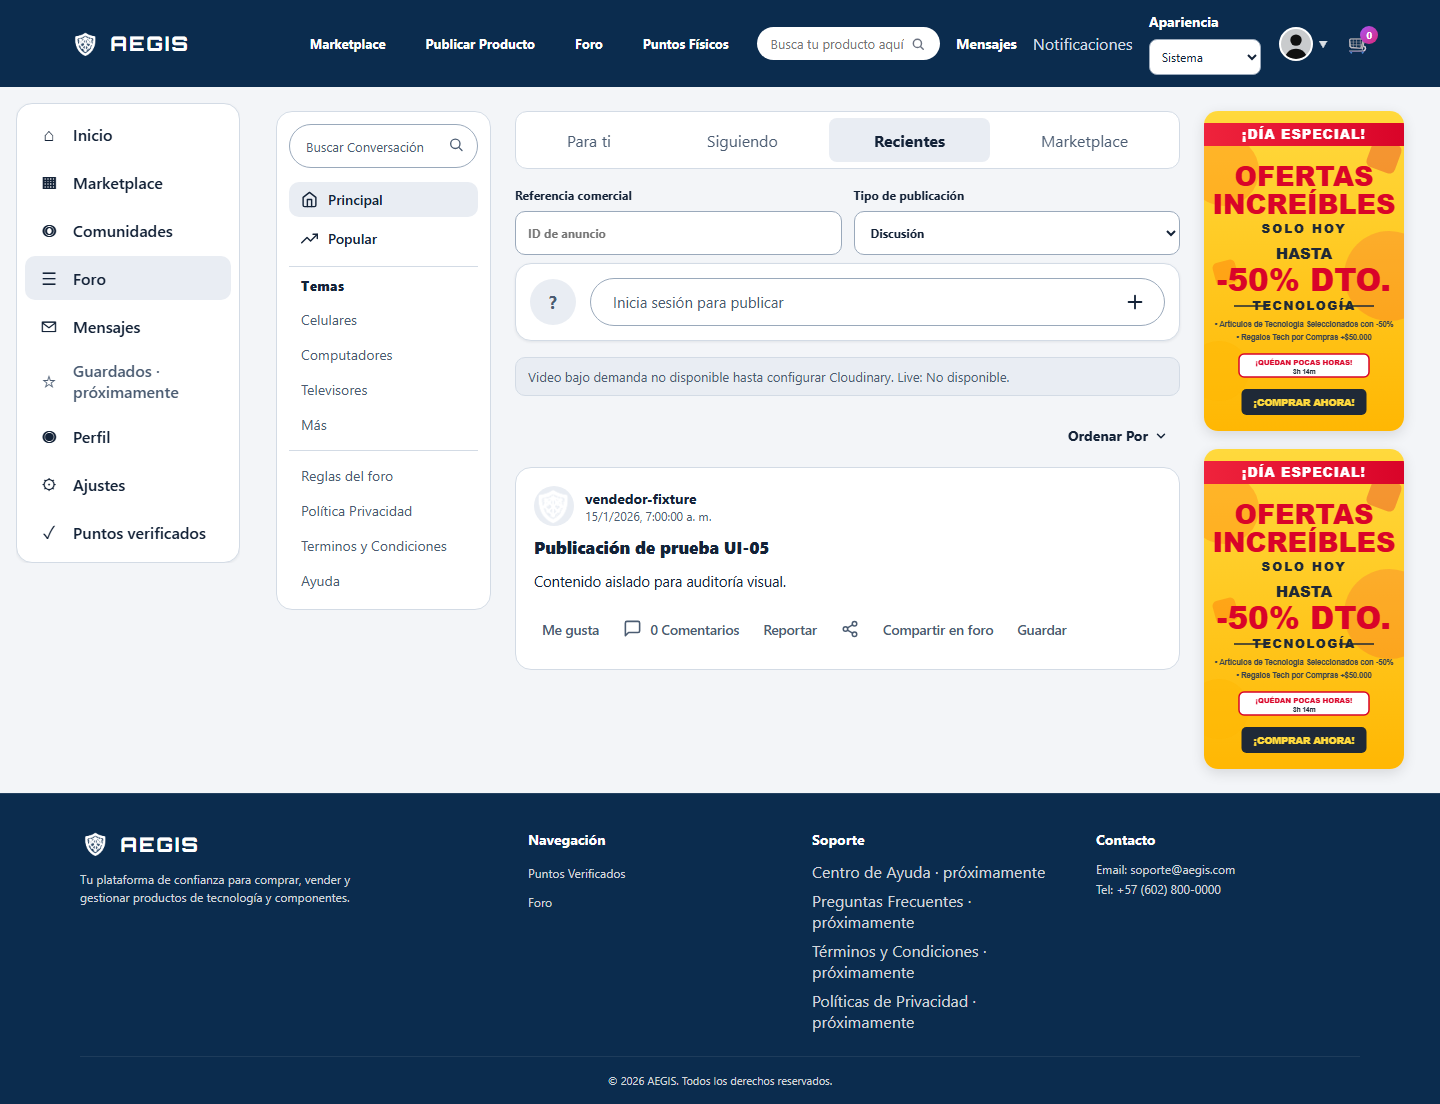 AEGIS
Marketplace
Publicar Producto
Foro
Puntos Físicos
Busca tu producto aquí
Mensajes
Notificaciones
Apariencia
Sistema
0
Inicio
Marketplace
Comunidades
Foro
Mensajes
Guardados ·
próximamente
Perfil
Ajustes
Puntos verificados
Buscar Conversación
Principal
Popular
Temas
Celulares
Computadores
Televisores
Más
Reglas del foro
Política Privacidad
Terminos y Condiciones
Ayuda
Para ti
Siguiendo
Recientes
Marketplace
Referencia comercial
Tipo de publicación
ID de anuncio
Discusión
?
Inicia sesión para publicar
Video bajo demanda no disponible hasta configurar Cloudinary. Live: No disponible.
Ordenar Por
vendedor-fixture
15/1/2026, 7:00:00 a. m.
Publicación de prueba UI-05
Contenido aislado para auditoría visual.
Me gusta
0 Comentarios
Reportar
Compartir en foro
Guardar
¡DÍA ESPECIAL!
OFERTAS
INCREÍBLES
SOLO HOY
HASTA
-50% DTO.
TECNOLOGÍA
• Artículos de Tecnología Seleccionados con -50%
• Regalos Tech por Compras +$50.000
¡QUÉDAN POCAS HORAS!
3h 14m
¡COMPRAR AHORA!
¡DÍA ESPECIAL!
OFERTAS
INCREÍBLES
SOLO HOY
HASTA
-50% DTO.
TECNOLOGÍA
• Artículos de Tecnología Seleccionados con -50%
• Regalos Tech por Compras +$50.000
¡QUÉDAN POCAS HORAS!
3h 14m
¡COMPRAR AHORA!
AEGIS
Tu plataforma de confianza para comprar, vender y
gestionar productos de tecnología y componentes.
Navegación
Puntos Verificados
Foro
Soporte
Centro de Ayuda · próximamente
Preguntas Frecuentes ·
próximamente
Términos y Condiciones ·
próximamente
Políticas de Privacidad ·
próximamente
Contacto
Email: soporte@aegis.com
Tel: +57 (602) 800-0000
© 2026 AEGIS. Todos los derechos reservados.